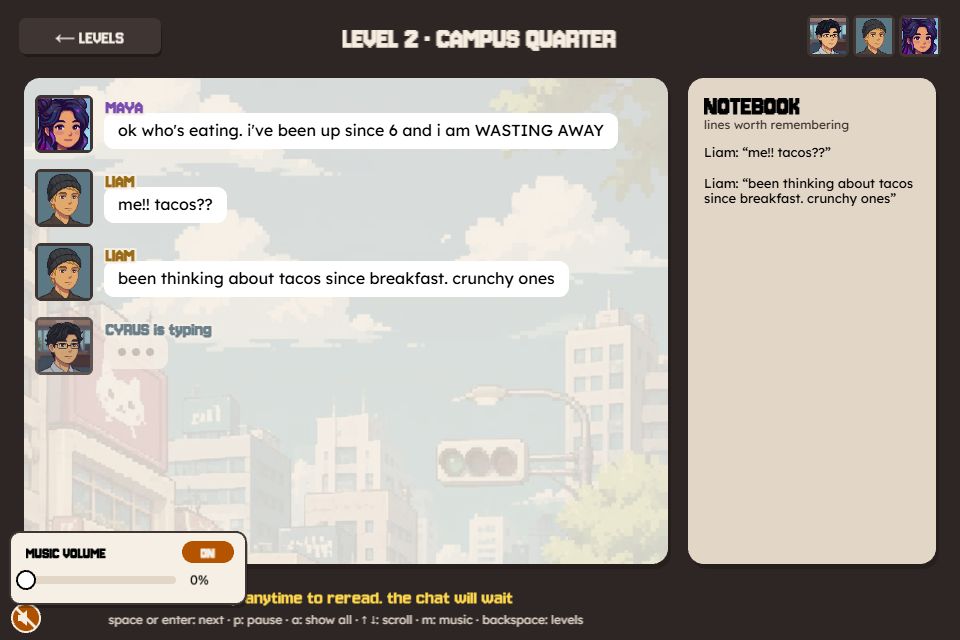 ← LEVELS
LEVEL 2 · CAMPUS QUARTER
MAYA
ok who's eating. i've been up since 6 and i am WASTING AWAY
LIAM
me!! tacos??
LIAM
been thinking about tacos since breakfast. crunchy ones
CYRUS is typing
NOTEBOOK
lines worth remembering
Liam: “me!! tacos??”
Liam: “been thinking about tacos
since breakfast. crunchy ones”
MUSIC VOLUME
ON
0%
anytime to reread. the chat will wait
space or enter: next · p: pause · a: show all · ↑ ↓: scroll · m: music · backspace: levels